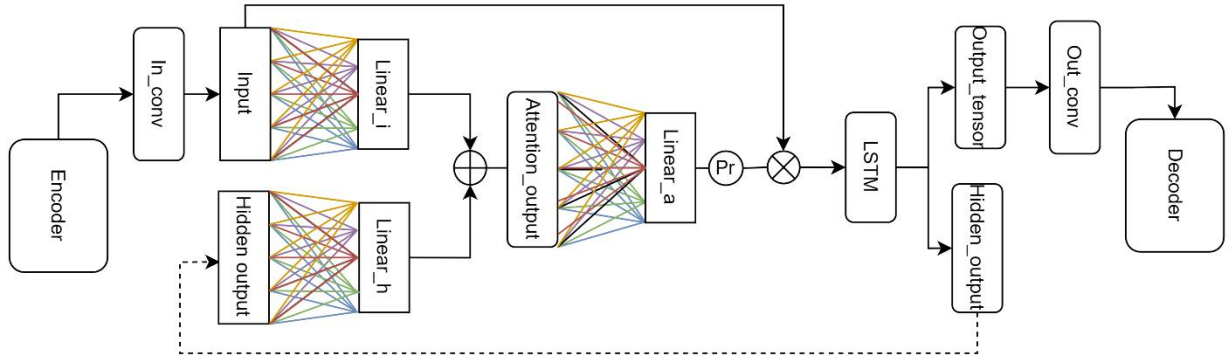 Encoder
In_conv
Input
Linear_i
Hidden output
Linear_h
Attention_output
Linear_a
Pr
LSTM
Output_tensor
Hidden_output
Out_conv
Decoder